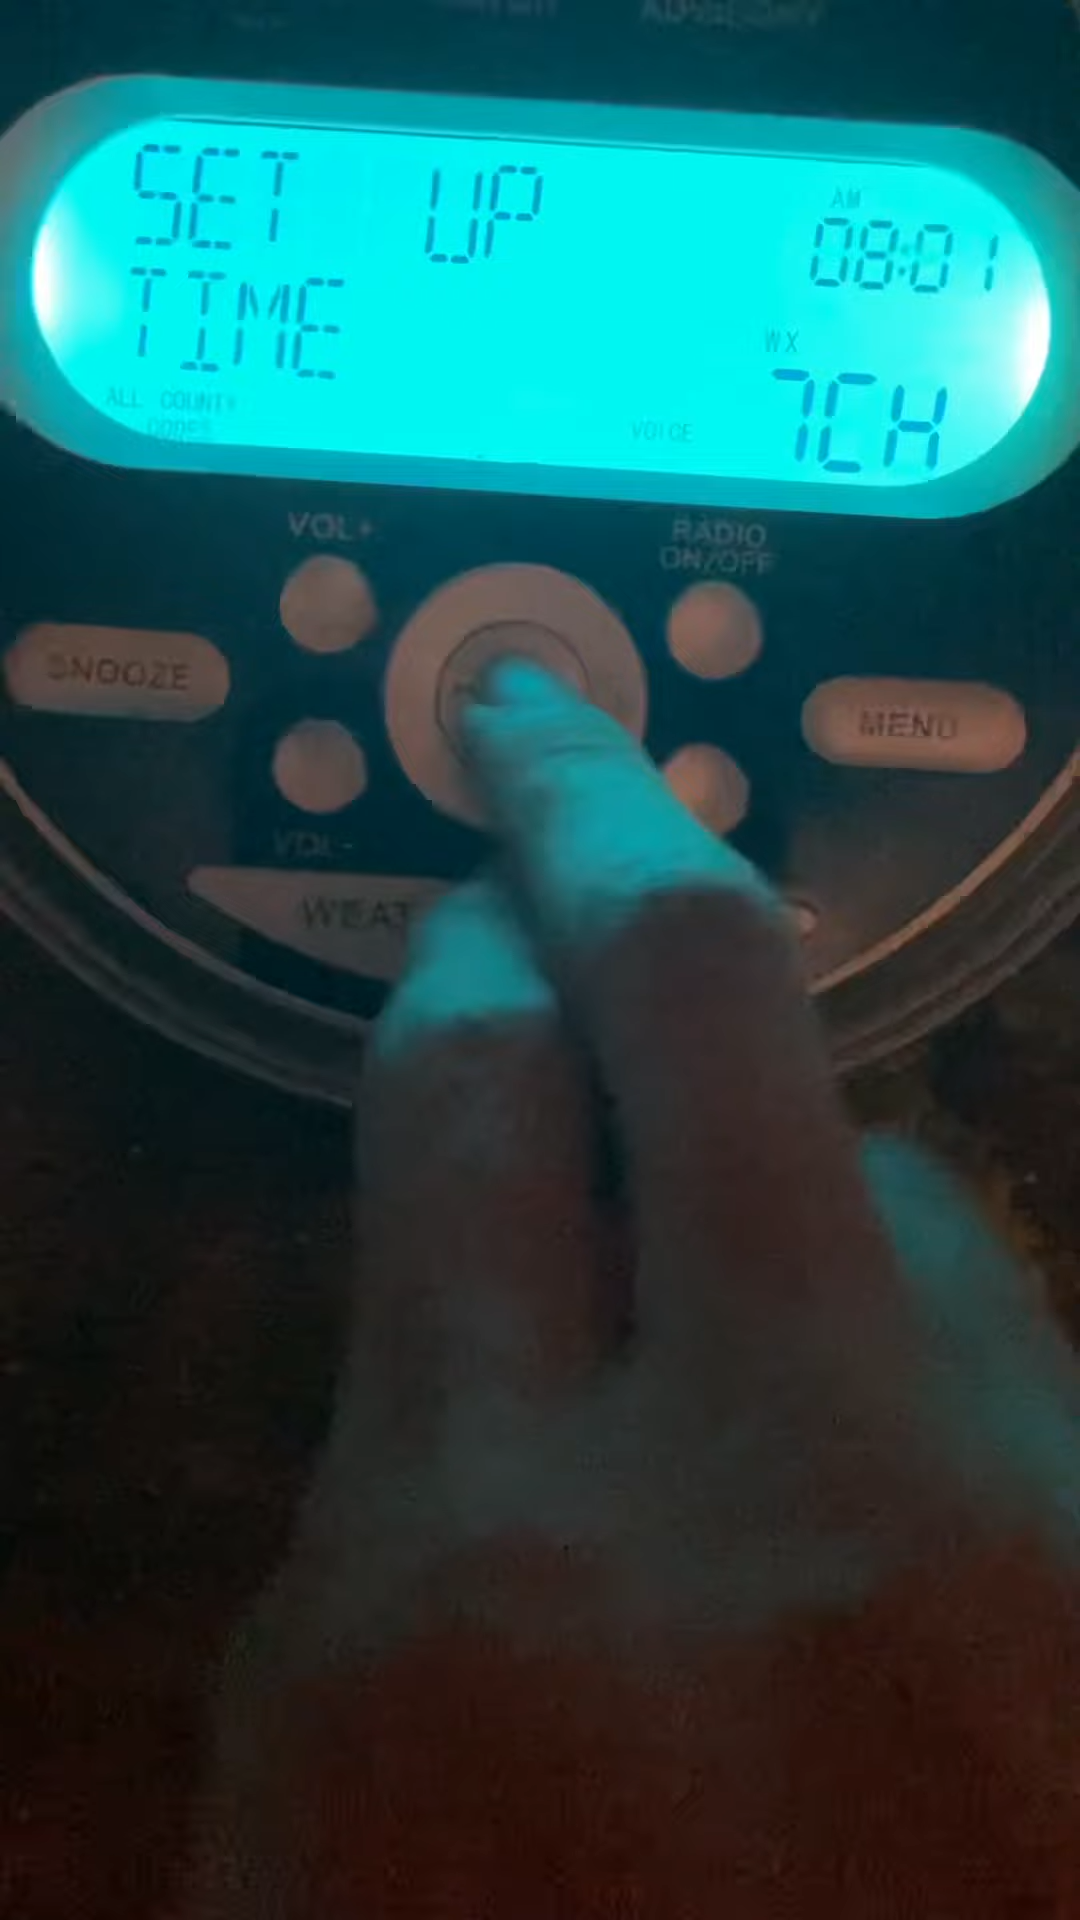 SET UP
AM
08:01
TIME
WX
7CH
ALL COUNTY
CODES
VOICE
VOL+
RADIO
ON/OFF
SNOOZE
MENU
VOL-
WEAT